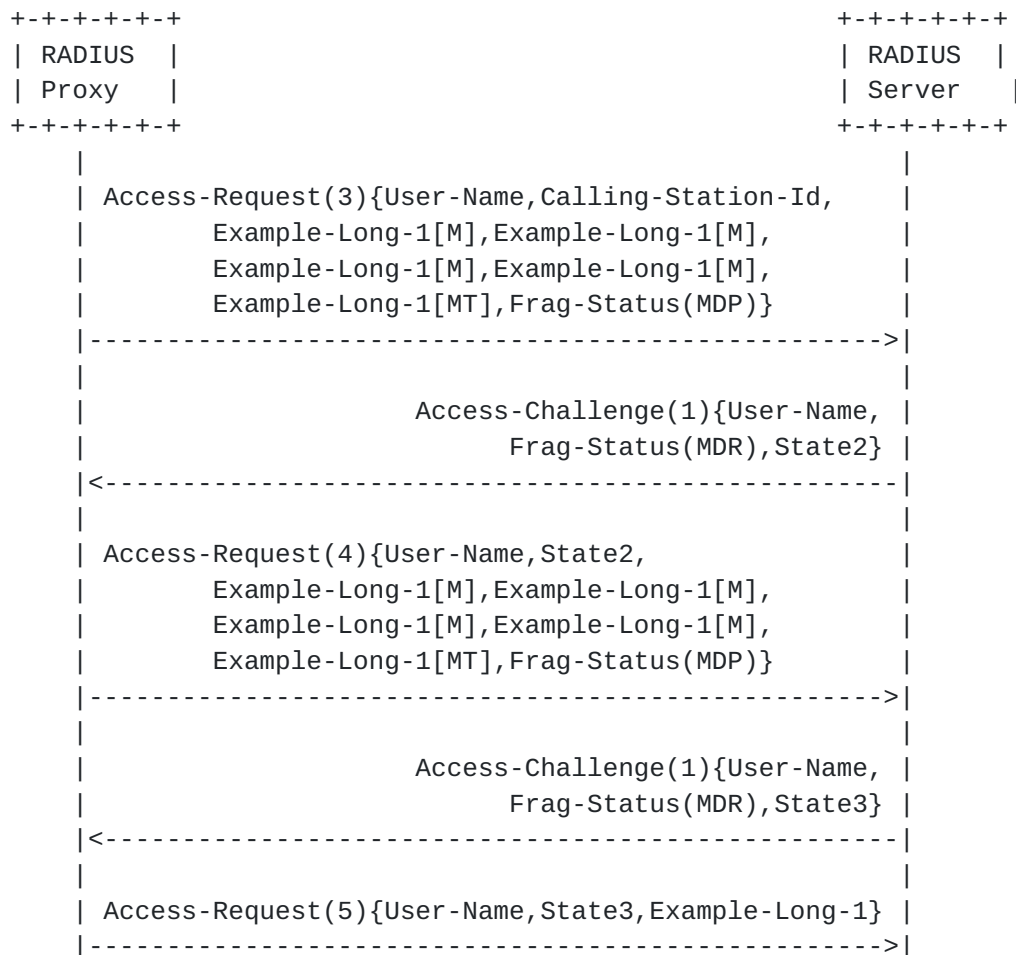 +-+-+-+-+-+                                          +-+-+-+-+-+
| RADIUS  |                                          | RADIUS  |
| Proxy   |                                          | Server   |
+-+-+-+-+-+                                          +-+-+-+-+-+
    |                                                    |
    | Access-Request(3){User-Name,Calling-Station-Id,    |
    |        Example-Long-1[M],Example-Long-1[M],        |
    |        Example-Long-1[M],Example-Long-1[M],        |
    |        Example-Long-1[MT],Frag-Status(MDP)}        |
    |--------------------------------------------------->|
    |                                                    |
    |                     Access-Challenge(1){User-Name, |
    |                           Frag-Status(MDR),State2} |
    |<---------------------------------------------------|
    |                                                    |
    | Access-Request(4){User-Name,State2,                |
    |        Example-Long-1[M],Example-Long-1[M],        |
    |        Example-Long-1[M],Example-Long-1[M],        |
    |        Example-Long-1[MT],Frag-Status(MDP)}        |
    |--------------------------------------------------->|
    |                                                    |
    |                     Access-Challenge(1){User-Name, |
    |                           Frag-Status(MDR),State3} |
    |<---------------------------------------------------|
    |                                                    |
    | Access-Request(5){User-Name,State3,Example-Long-1} |
    |--------------------------------------------------->|